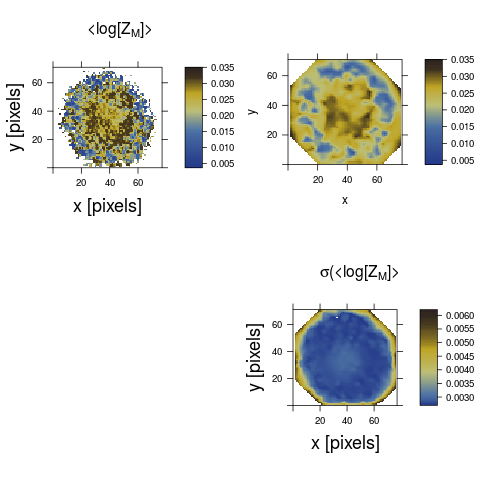 <log[Z_M]>
y [pixels]
60
40
20
20 40 60
x [pixels]
0.035
0.030
0.025
0.020
0.015
0.010
0.005
y
60
40
20
20 40 60
x
0.035
0.030
0.025
0.020
0.015
0.010
0.005
σ(<log[Z_M]>
y [pixels]
60
40
20
20 40 60
x [pixels]
0.0060
0.0055
0.0050
0.0045
0.0040
0.0035
0.0030